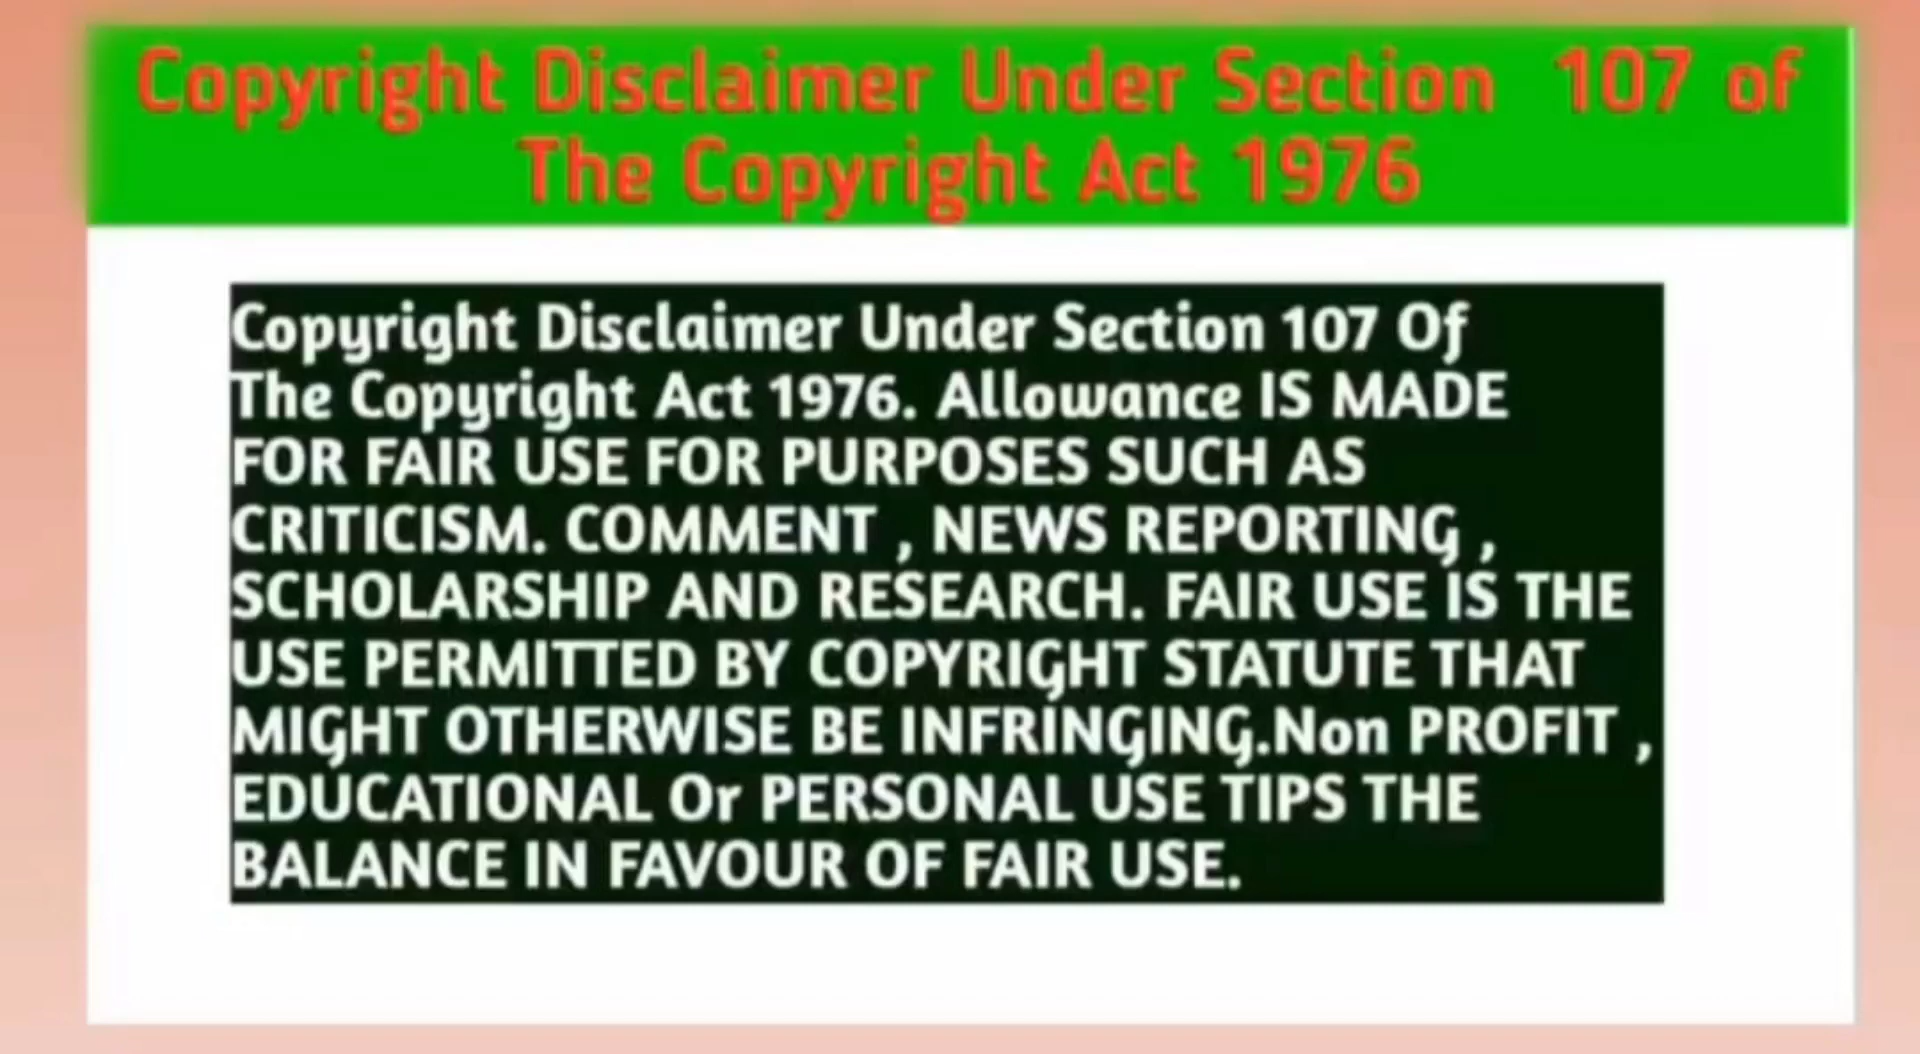 Copyright Disclaimer Under Section 107 of
The Copyright Act 1976
Copyright Disclaimer Under Section 107 Of
The Copyright Act 1976. Allowance IS MADE
FOR FAIR USE FOR PURPOSES SUCH AS
CRITICISM. COMMENT , NEWS REPORTING ,
SCHOLARSHIP AND RESEARCH. FAIR USE IS THE
USE PERMITTED BY COPYRIGHT STATUTE THAT
MIGHT OTHERWISE BE INFRINGING.Non PROFIT ,
EDUCATIONAL Or PERSONAL USE TIPS THE
BALANCE IN FAVOUR OF FAIR USE.